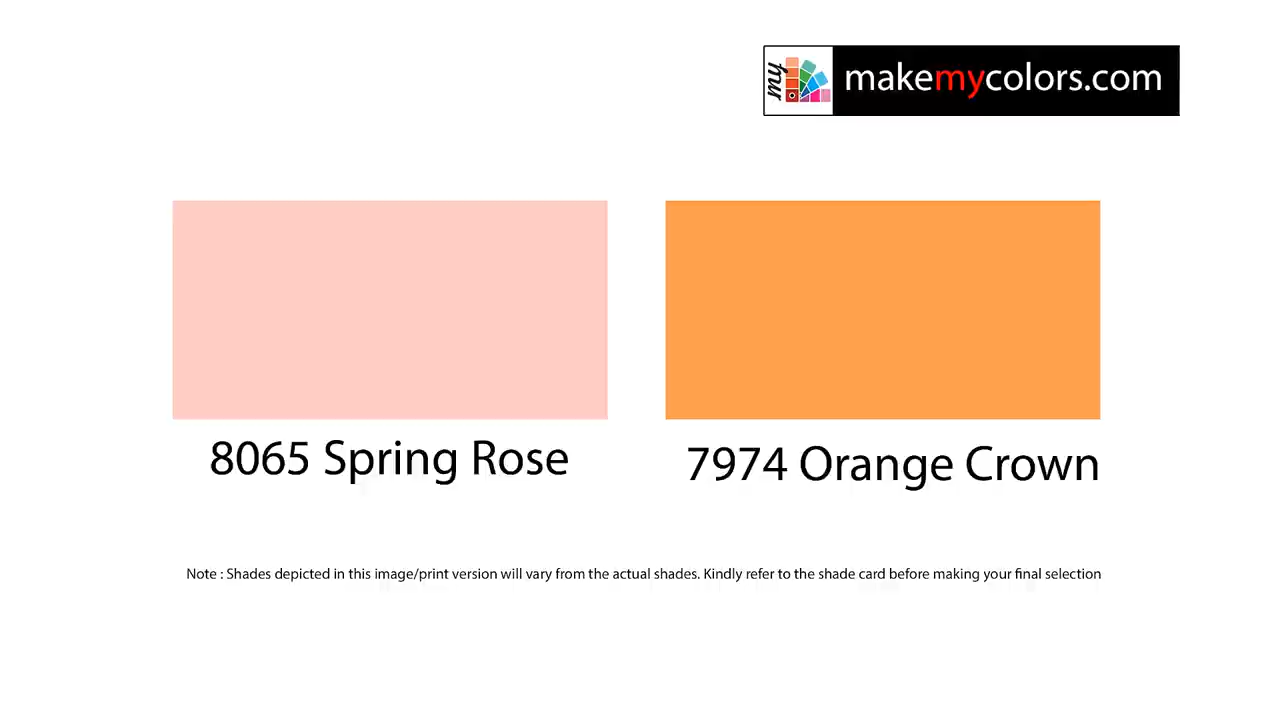 my
makemycolors.com
8065 Spring Rose
7974 Orange Crown
Note : Shades depicted in this image/print version will vary from the actual shades. Kindly refer to the shade card before making your final selection